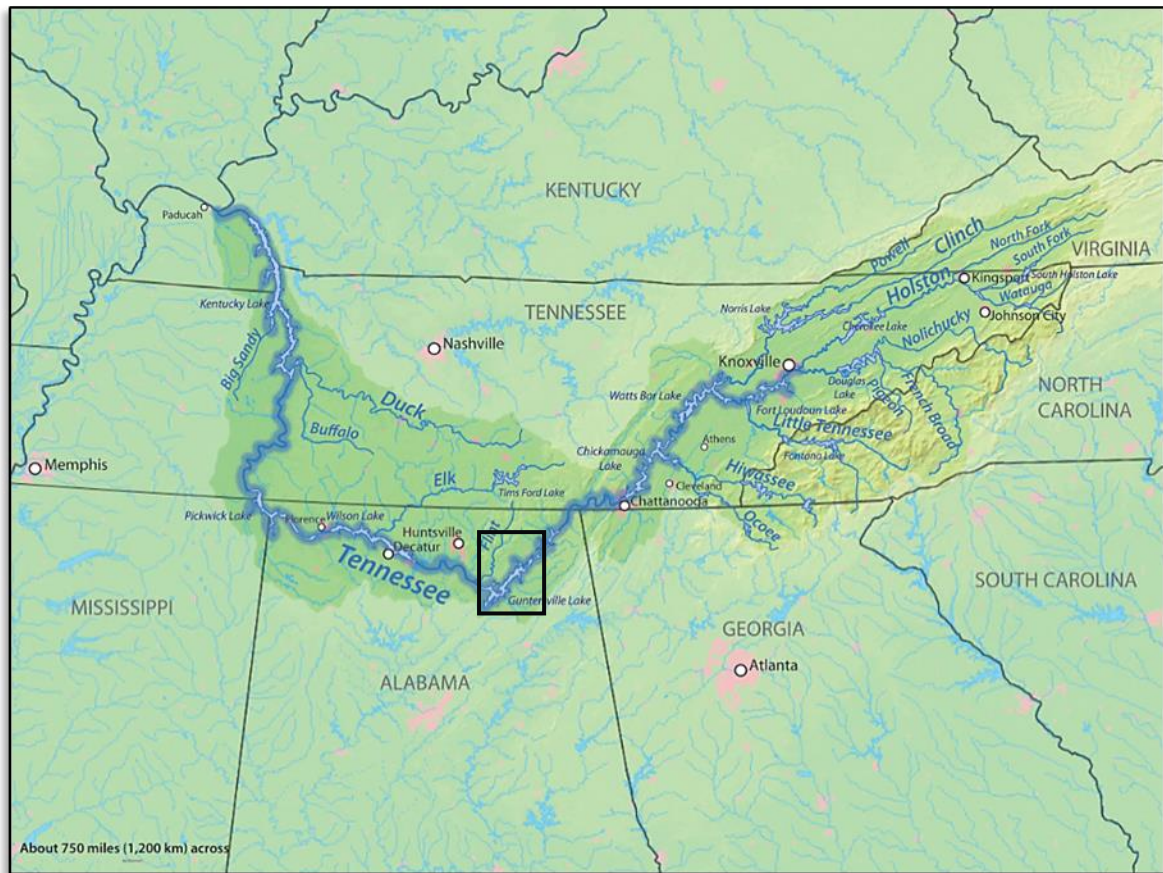 KENTUCKY
Paducah
VIRGINIA
Powell
Clinch
North Fork
South Fork
Holston
Kingsport
South Holston Lake
Watauga
Johnson City
Kentucky Lake
TENNESSEE
Norris Lake
Cherokee Lake
Nolichucky
Big Sandy
Nashville
Knoxville
Douglas
Lake
Pigeon
French Broad
NORTH
CAROLINA
Watts Bar Lake
Fort Loudoun Lake
Little Tennessee
Fontana Lake
Duck
Buffalo
Athens
Chickamauga
Lake
Hiwassee
Memphis
Elk
Tims Ford Lake
Cleveland
Chattanooda
Ocoee
Pickwick Lake
Florence
Wilson Lake
Huntsville
Decatur
Flint
Tennessee
Guntersville Lake
MISSISSIPPI
ALABAMA
GEORGIA
Atlanta
SOUTH CAROLINA
About 750 miles (1,200 km) across